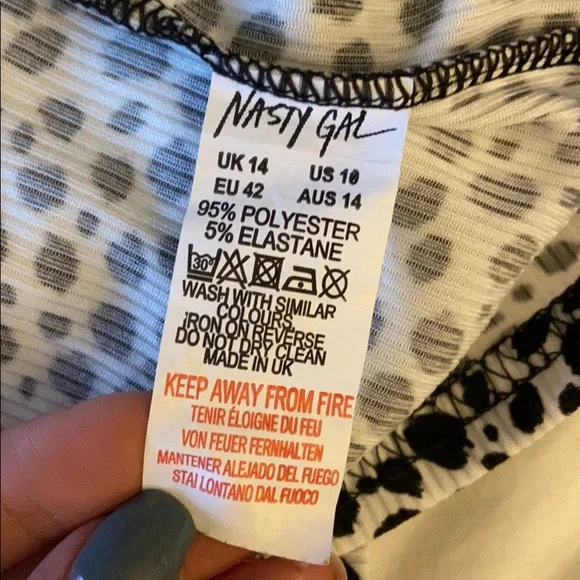 NASTY GAL
UK 14 US 10
EU 42 AUS 14
95% POLYESTER
5% ELASTANE
30°
WASH WITH SIMILAR
COLOURS
IRON ON REVERSE
DO NOT DRY CLEAN
MADE IN UK
KEEP AWAY FROM FIRE
TENIR ÉLOIGNE DU FEU
VON FEUER FERNHALTEN
MANTENER ALEJADO DEL FUEGO
STAI LONTANO DAL FUOCO